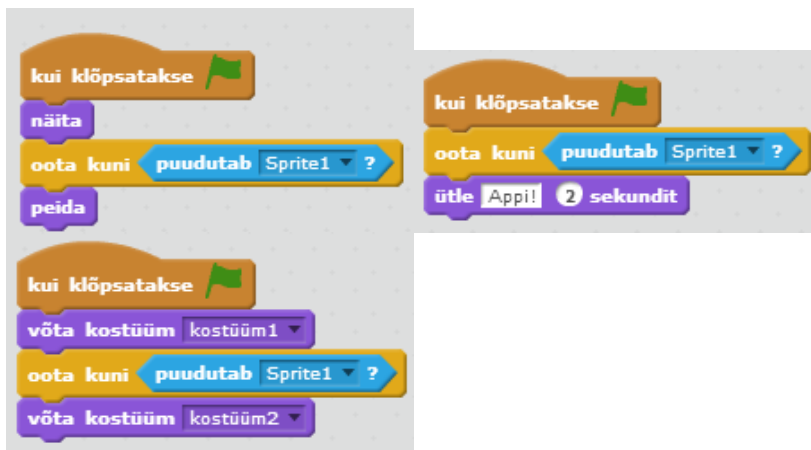 kui klõpsatakse
näita
oota kuni puudutab Sprite1 ?
peida
kui klõpsatakse
võta kostüüm kostüüm1
oota kuni puudutab Sprite1 ?
võta kostüüm kostüüm2
kui klõpsatakse
oota kuni puudutab Sprite1 ?
ütle Appi! 2 sekundit